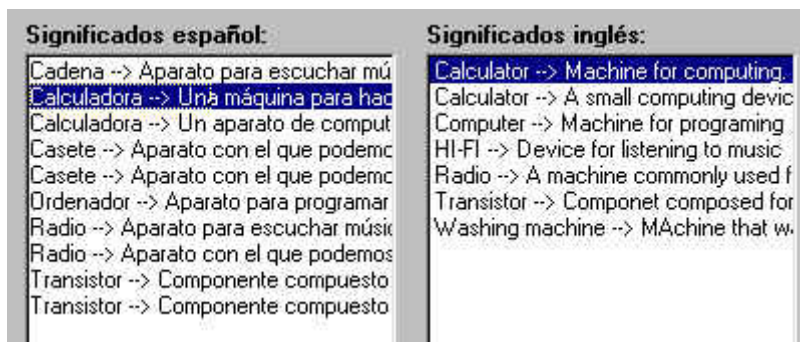 Significados español:
Cadena --> Aparato para escuchar mú
Calculadora --> Una máquina para hac
Calculadora --> Un aparato de comput
Casete --> Aparato con el que podemo
Casete --> Aparato con el que podemo
Ordenador --> Aparato para programar
Radio --> Aparato para escuchar músic
Radio --> Aparato con el que podemos
Transistor --> Componente compuesto
Transistor --> Componente compuesto
Significados inglés:
Calculator --> Machine for computing.
Calculator --> A small computing devic
Computer --> Machine for programing
HI-FI --> Device for listening to music
Radio --> A machine commonly used f
Transistor --> Componet composed for
Washing machine --> MAchine that w